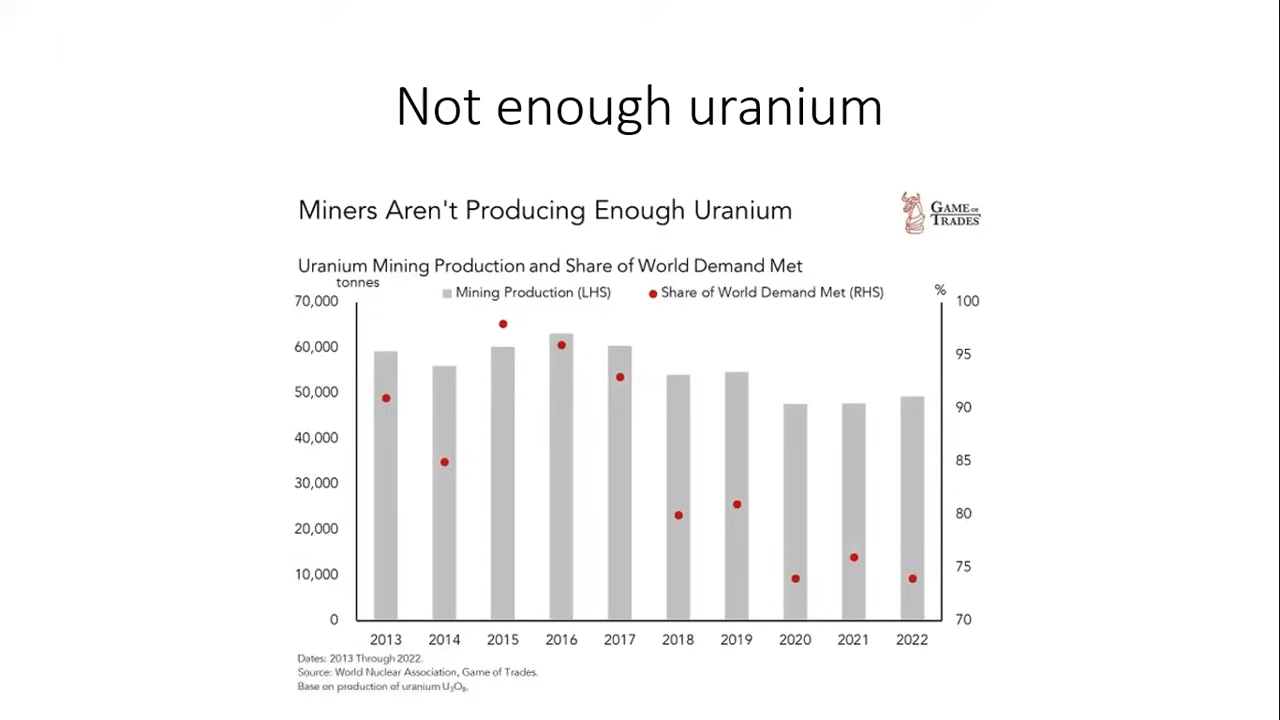 Not enough uranium
Miners Aren't Producing Enough Uranium
GAME OF
TRADES
Uranium Mining Production and Share of World Demand Met
tonnes
Mining Production (LHS) Share of World Demand Met (RHS) %
70,000 100
60,000 95
50,000 90
40,000 85
30,000 80
20,000 75
10,000
0 70
2013 2014 2015 2016 2017 2018 2019 2020 2021 2022
Dates: 2013 Through 2022.
Source: World Nuclear Association, Game of Trades.
Base on production of uranium U₃O₈.